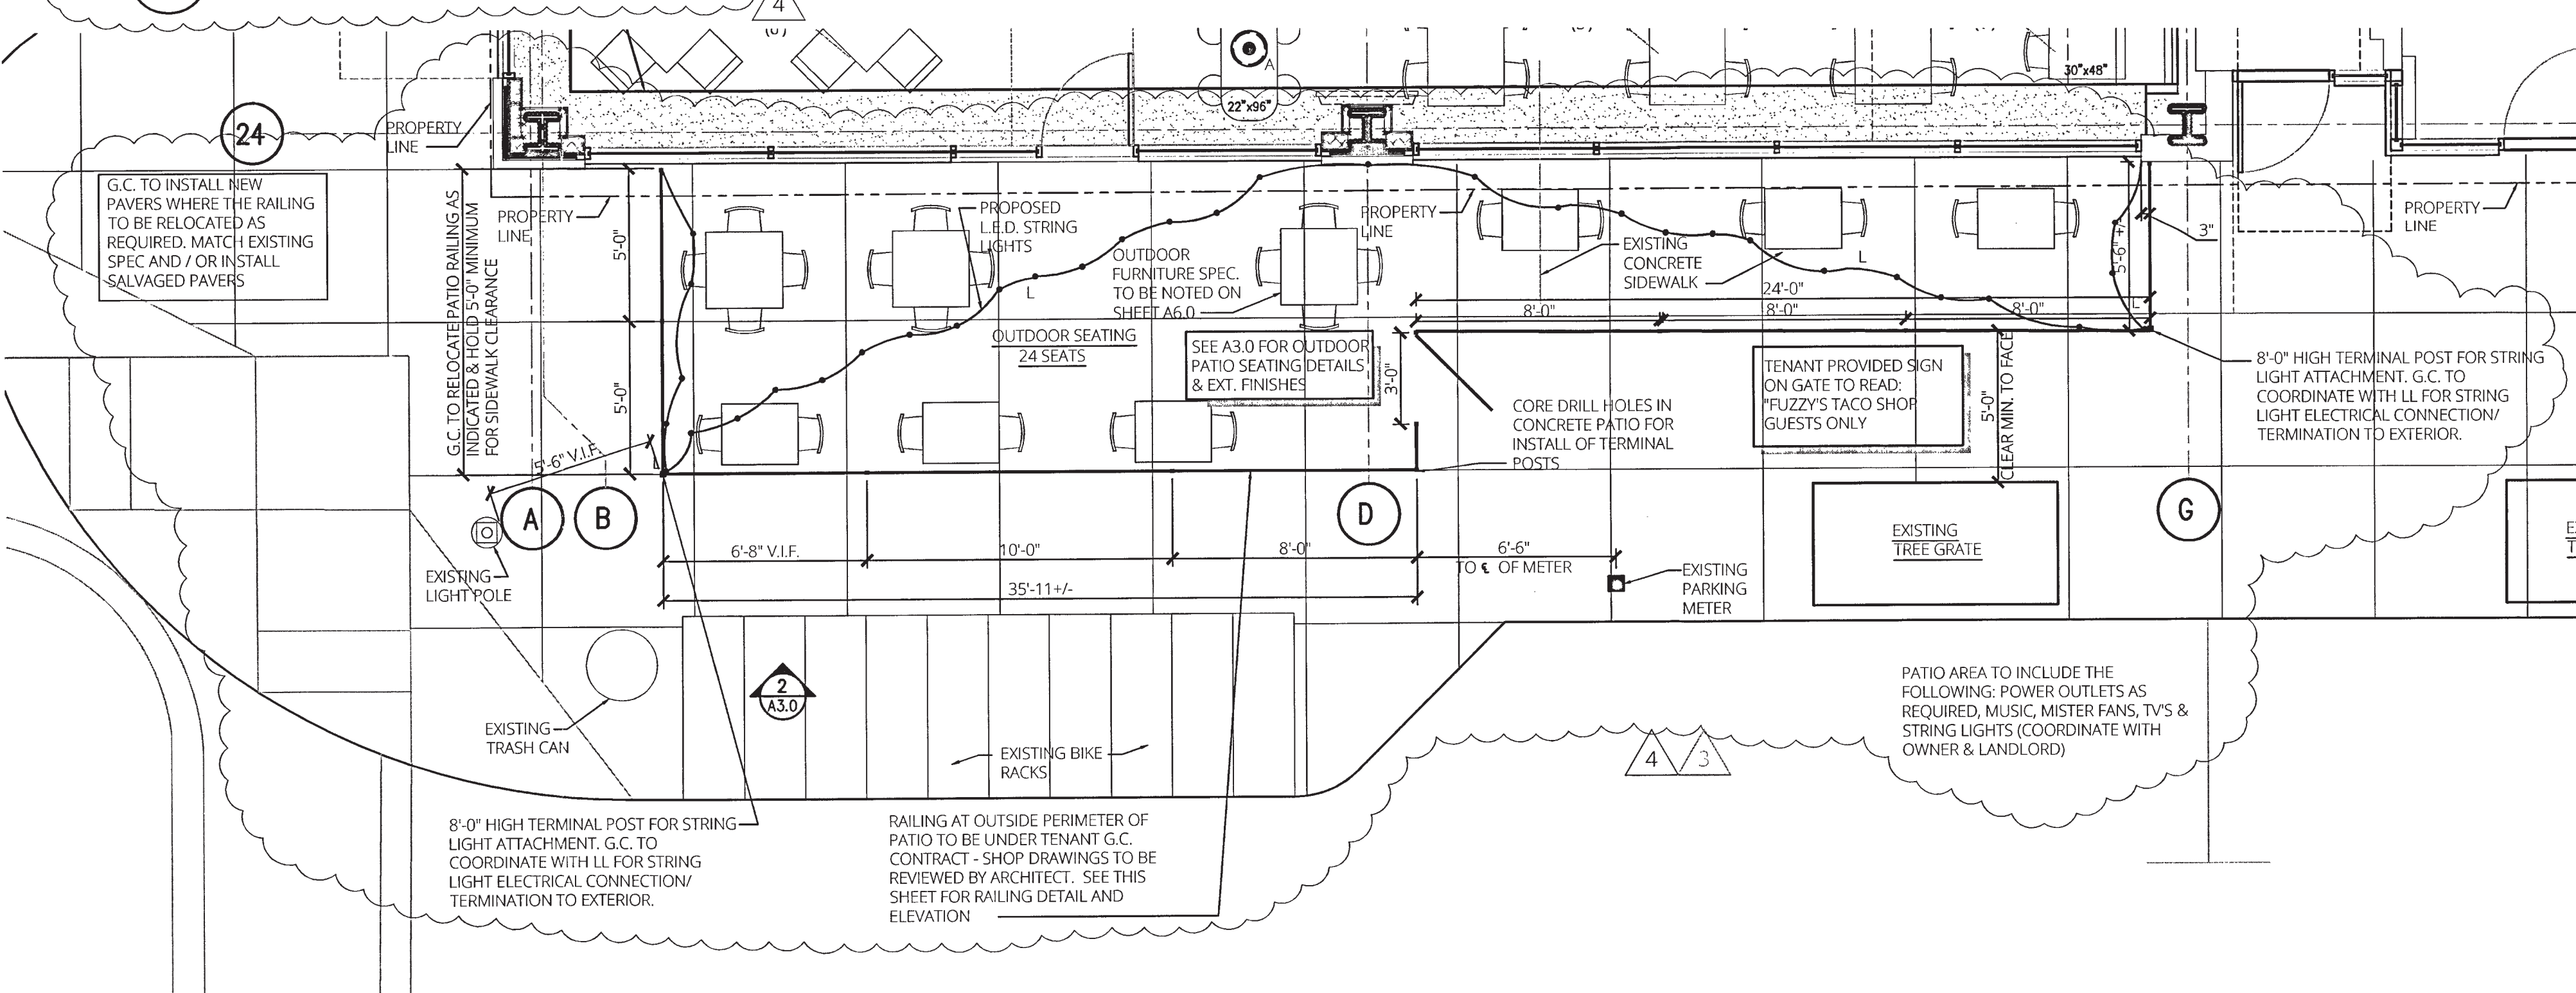 4
A
22"x96"
30"x48"
24
PROPERTY
LINE
G.C. TO INSTALL NEW
PAVERS WHERE THE RAILING
TO BE RELOCATED AS
REQUIRED. MATCH EXISTING
SPEC AND / OR INSTALL
SALVAGED PAVERS
G.C. TO RELOCATE PATIO RAILING AS
INDICATED & HOLD 5'-0" MINIMUM
FOR SIDEWALK CLEARANCE
5'-0"
5'-0"
PROPERTY
LINE
PROPOSED
L.E.D. STRING
LIGHTS
L
OUTDOOR
FURNITURE SPEC.
TO BE NOTED ON
SHEET A6.0
OUTDOOR SEATING
24 SEATS
SEE A3.0 FOR OUTDOOR
PATIO SEATING DETAILS
& EXT. FINISHES
PROPERTY
LINE
EXISTING
CONCRETE
SIDEWALK
L
24'-0"
8'-0"
8'-0"
8'-0"
5'-6" +/-
3"
L
PROPERTY
LINE
3'-0"
CORE DRILL HOLES IN
CONCRETE PATIO FOR
INSTALL OF TERMINAL
POSTS
TENANT PROVIDED SIGN
ON GATE TO READ:
"FUZZY'S TACO SHOP
GUESTS ONLY
5'-0"
CLEAR MIN. TO FACE
8'-0" HIGH TERMINAL POST FOR STRING
LIGHT ATTACHMENT. G.C. TO
COORDINATE WITH LL FOR STRING
LIGHT ELECTRICAL CONNECTION/
TERMINATION TO EXTERIOR.
5'-6" V.I.F.
L
A
B
D
G
EXISTING
LIGHT POLE
6'-8" V.I.F.
10'-0"
8'-0"
6'-6"
TO ℄ OF METER
35'-11+/-
EXISTING
PARKING
METER
EXISTING
TREE GRATE
EXISTING
TRASH CAN
2
A3.0
EXISTING BIKE
RACKS
4
3
PATIO AREA TO INCLUDE THE
FOLLOWING: POWER OUTLETS AS
REQUIRED, MUSIC, MISTER FANS, TV'S &
STRING LIGHTS (COORDINATE WITH
OWNER & LANDLORD)
8'-0" HIGH TERMINAL POST FOR STRING
LIGHT ATTACHMENT. G.C. TO
COORDINATE WITH LL FOR STRING
LIGHT ELECTRICAL CONNECTION/
TERMINATION TO EXTERIOR.
RAILING AT OUTSIDE PERIMETER OF
PATIO TO BE UNDER TENANT G.C.
CONTRACT - SHOP DRAWINGS TO BE
REVIEWED BY ARCHITECT. SEE THIS
SHEET FOR RAILING DETAIL AND
ELEVATION